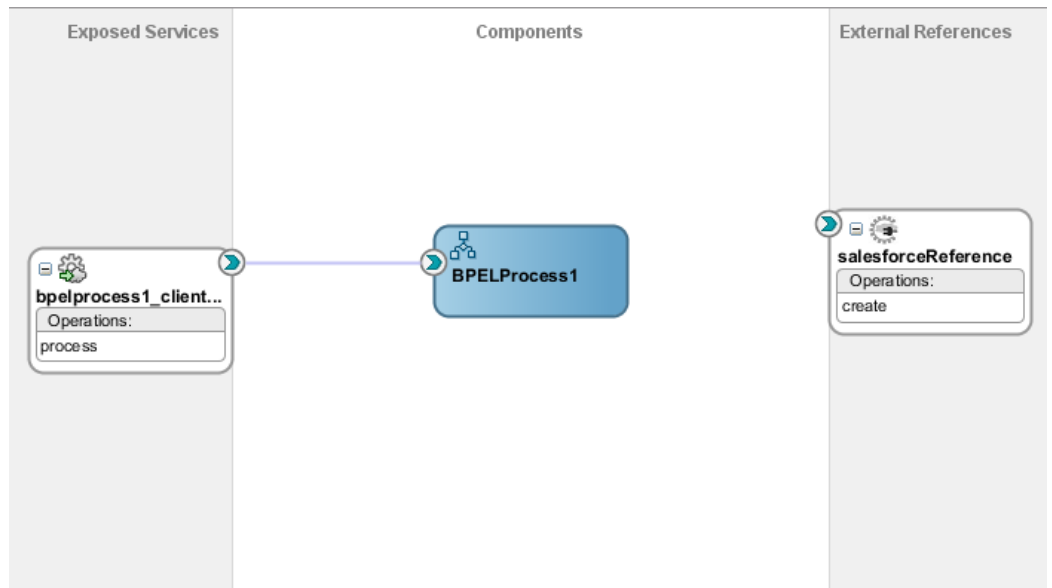 Exposed Services
Components
External References
bpelprocess1_client...
Operations:
process
BPELProcess1
salesforceReference
Operations:
create